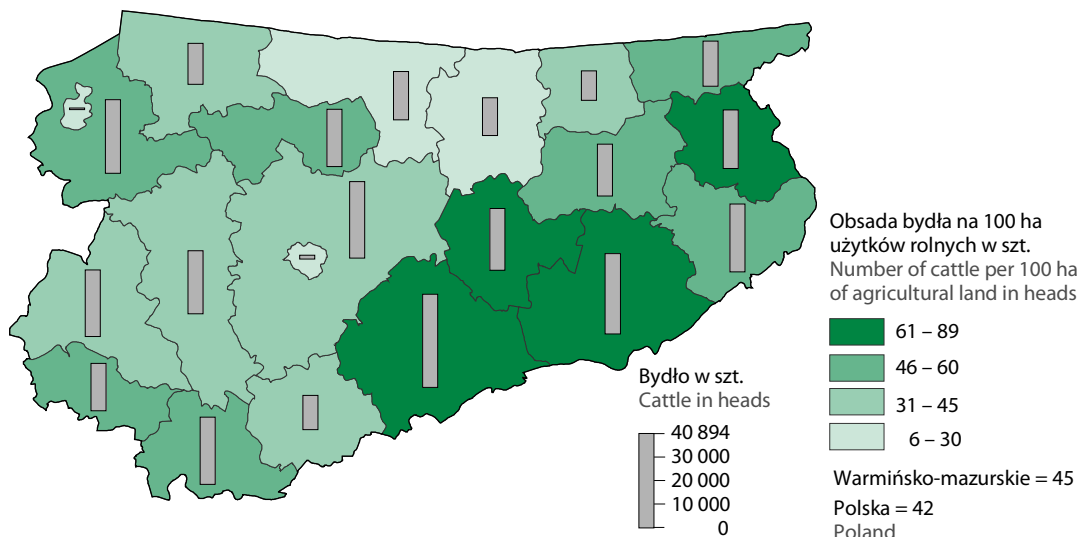 Obsada bydła na 100 ha
użytków rolnych w szt.
Number of cattle per 100 ha
of agricultural land in heads
61 – 89
46 – 60
31 – 45
6 – 30
Warmińsko-mazurskie = 45
Polska = 42
Poland
Bydło w szt.
Cattle in heads
40 894
30 000
20 000
10 000
0